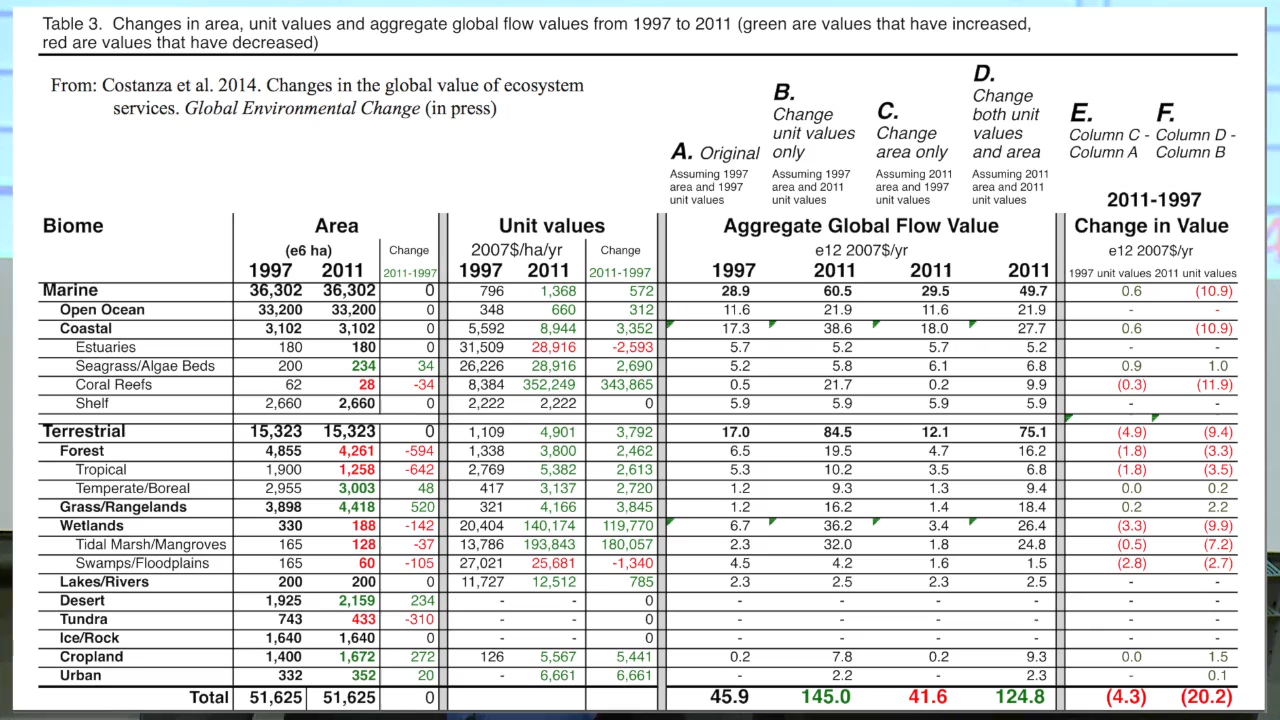 Table 3. Changes in area, unit values and aggregate global flow values from 1997 to 2011 (green are values that have increased,
red are values that have decreased)
From: Costanza et al. 2014. Changes in the global value of ecosystem
services. Global Environmental Change (in press)
A. Original
Assuming 1997
area and 1997
unit values
B.
Change
unit values
only
Assuming 1997
area and 2011
unit values
C.
Change
area only
Assuming 2011
area and 1997
unit values
D.
Change
both unit
values
and area
Assuming 2011
area and 2011
unit values
E.
Column C -
Column A
F.
Column D -
Column B
2011-1997
Biome Area Unit values Aggregate Global Flow Value Change in Value
(e6 ha) Change 2007$/ha/yr Change e12 2007$/yr e12 2007$/yr
1997 2011 2011-1997 1997 2011 2011-1997 1997 2011 2011 2011 1997 unit values 2011 unit values
Marine 36,302 36,302 0 796 1,368 572 28.9 60.5 29.5 49.7 0.6 (10.9)
Open Ocean 33,200 33,200 0 348 660 312 11.6 21.9 11.6 21.9 - -
Coastal 3,102 3,102 0 5,592 8,944 3,352 17.3 38.6 18.0 27.7 0.6 (10.9)
Estuaries 180 180 0 31,509 28,916 -2,593 5.7 5.2 5.7 5.2 - -
Seagrass/Algae Beds 200 234 34 26,226 28,916 2,690 5.2 5.8 6.1 6.8 0.9 1.0
Coral Reefs 62 28 -34 8,384 352,249 343,865 0.5 21.7 0.2 9.9 (0.3) (11.9)
Shelf 2,660 2,660 0 2,222 2,222 0 5.9 5.9 5.9 5.9 - -
Terrestrial 15,323 15,323 0 1,109 4,901 3,792 17.0 84.5 12.1 75.1 (4.9) (9.4)
Forest 4,855 4,261 -594 1,338 3,800 2,462 6.5 19.5 4.7 16.2 (1.8) (3.3)
Tropical 1,900 1,258 -642 2,769 5,382 2,613 5.3 10.2 3.5 6.8 (1.8) (3.5)
Temperate/Boreal 2,955 3,003 48 417 3,137 2,720 1.2 9.3 1.3 9.4 0.0 0.2
Grass/Rangelands 3,898 4,418 520 321 4,166 3,845 1.2 16.2 1.4 18.4 0.2 2.2
Wetlands 330 188 -142 20,404 140,174 119,770 6.7 36.2 3.4 26.4 (3.3) (9.9)
Tidal Marsh/Mangroves 165 128 -37 13,786 193,843 180,057 2.3 32.0 1.8 24.8 (0.5) (7.2)
Swamps/Floodplains 165 60 -105 27,021 25,681 -1,340 4.5 4.2 1.6 1.5 (2.8) (2.7)
Lakes/Rivers 200 200 0 11,727 12,512 785 2.3 2.5 2.3 2.5 - -
Desert 1,925 2,159 234 - - 0 - - - - - -
Tundra 743 433 -310 - - 0 - - - - - -
Ice/Rock 1,640 1,640 0 - - 0 - - - - - -
Cropland 1,400 1,672 272 126 5,567 5,441 0.2 7.8 0.2 9.3 0.0 1.5
Urban 332 352 20 - 6,661 6,661 - 2.2 - 2.3 - 0.1
Total 51,625 51,625 0 45.9 145.0 41.6 124.8 (4.3) (20.2)